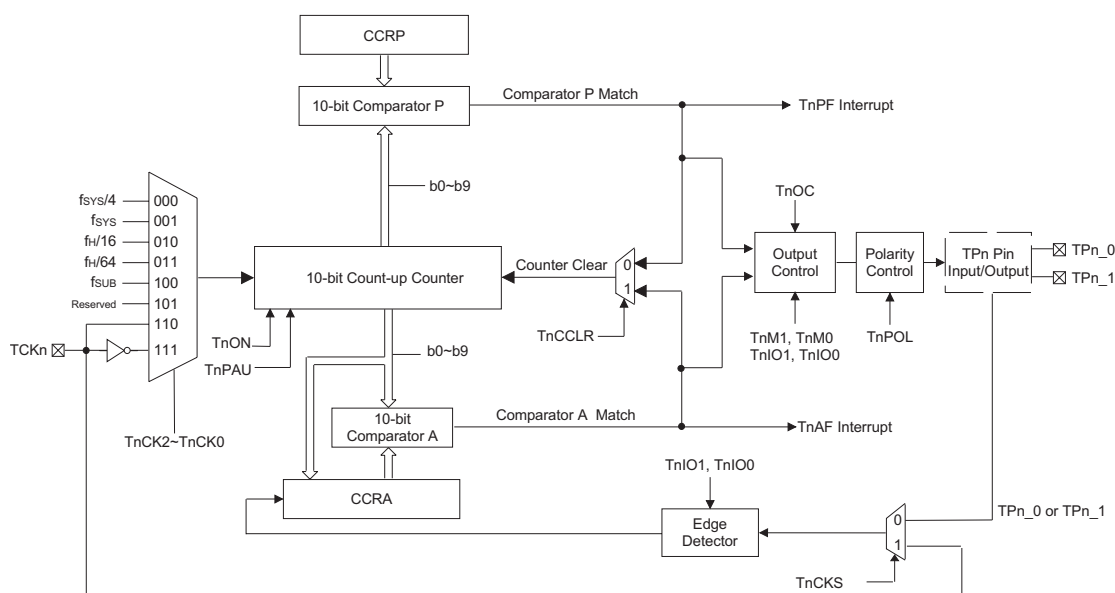 CCRP
10-bit Comparator P
Comparator P Match
TnPF Interrupt
b0~b9
fSYS/4
000
fSYS
001
fH/16
010
fH/64
011
fSUB
100
Reserved
101
110
TCKn
111
TnCK2~TnCK0
10-bit Count-up Counter
TnON
TnPAU
Counter Clear
0
1
TnCCLR
TnOC
Output
Control
TnM1, TnM0
TnIO1, TnIO0
Polarity
Control
TnPOL
TPn Pin
Input/Output
TPn_0
TPn_1
b0~b9
10-bit
Comparator A
Comparator A Match
TnAF Interrupt
CCRA
TnIO1, TnIO0
Edge
Detector
0
1
TPn_0 or TPn_1
TnCKS